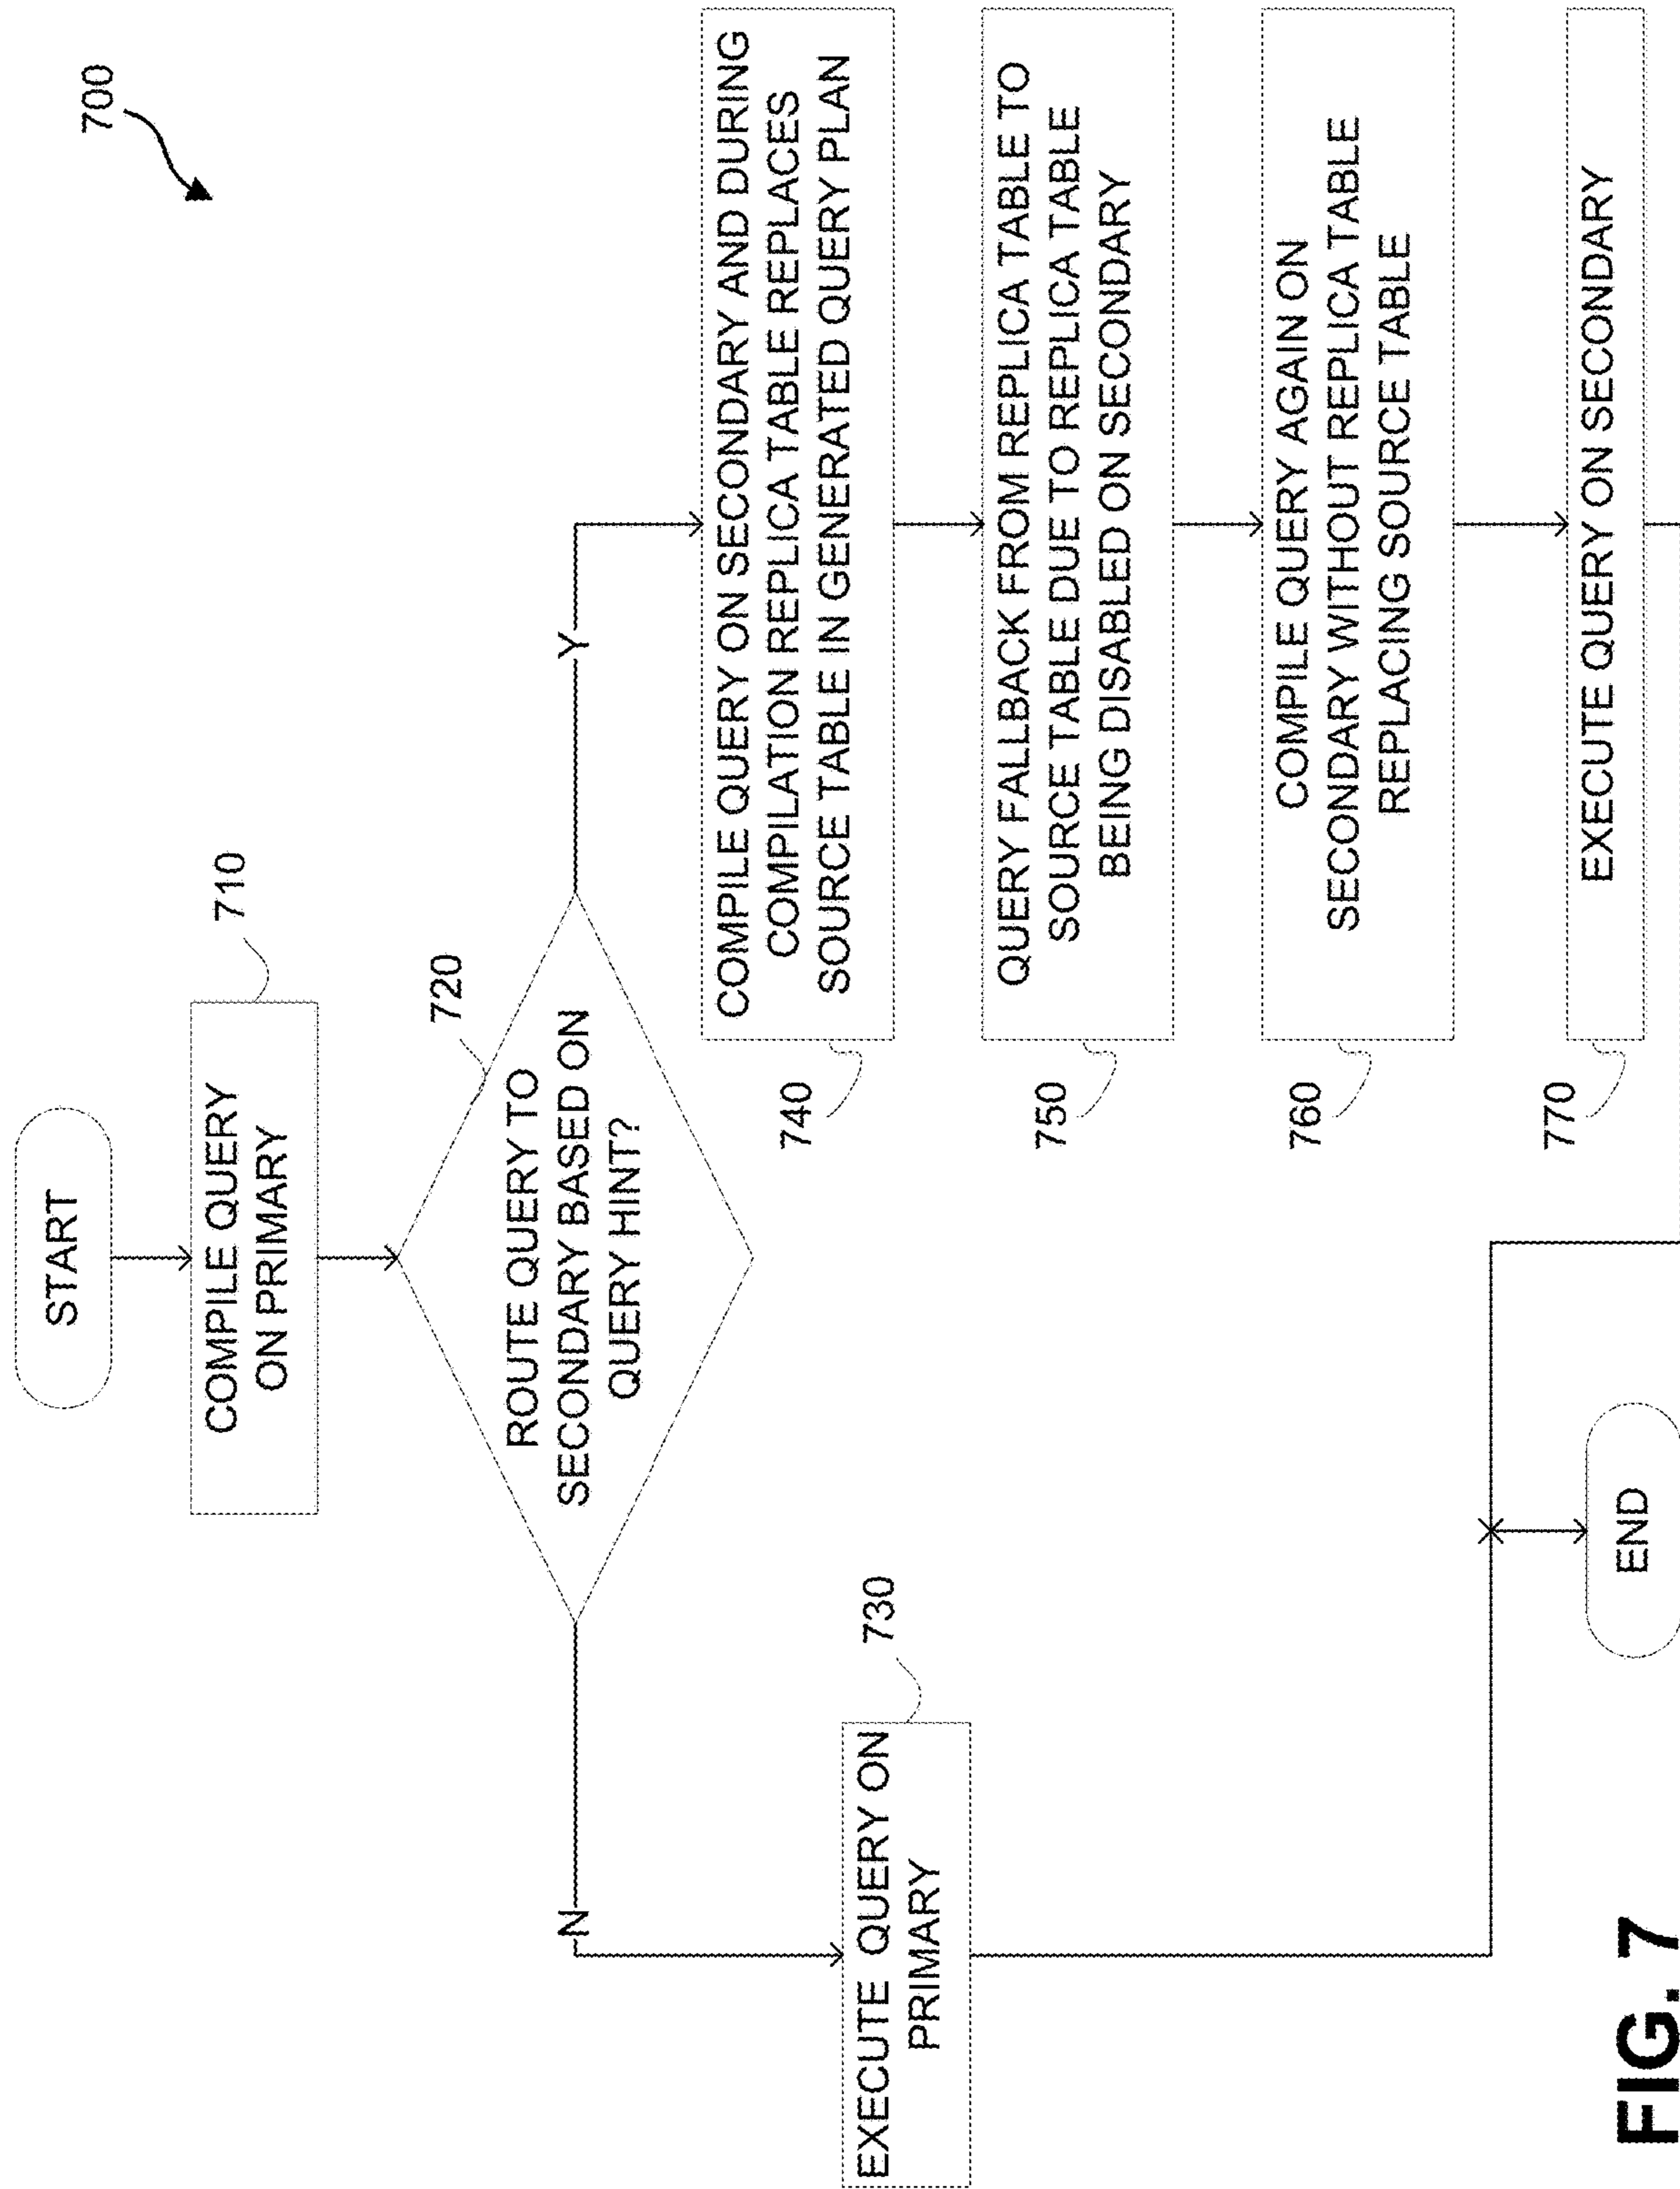 700
START
COMPILE QUERY
ON PRIMARY
710
720
ROUTE QUERY TO
SECONDARY BASED ON
QUERY HINT?
N
Y
EXECUTE QUERY ON
PRIMARY
730
740
COMPILE QUERY ON SECONDARY AND DURING
COMPILATION REPLICA TABLE REPLACES
SOURCE TABLE IN GENERATED QUERY PLAN
750
QUERY FALLBACK FROM REPLICA TABLE TO
SOURCE TABLE DUE TO REPLICA TABLE
BEING DISABLED ON SECONDARY
760
COMPILE QUERY AGAIN ON
SECONDARY WITHOUT REPLICA TABLE
REPLACING SOURCE TABLE
770
EXECUTE QUERY ON SECONDARY
END
FIG. 7